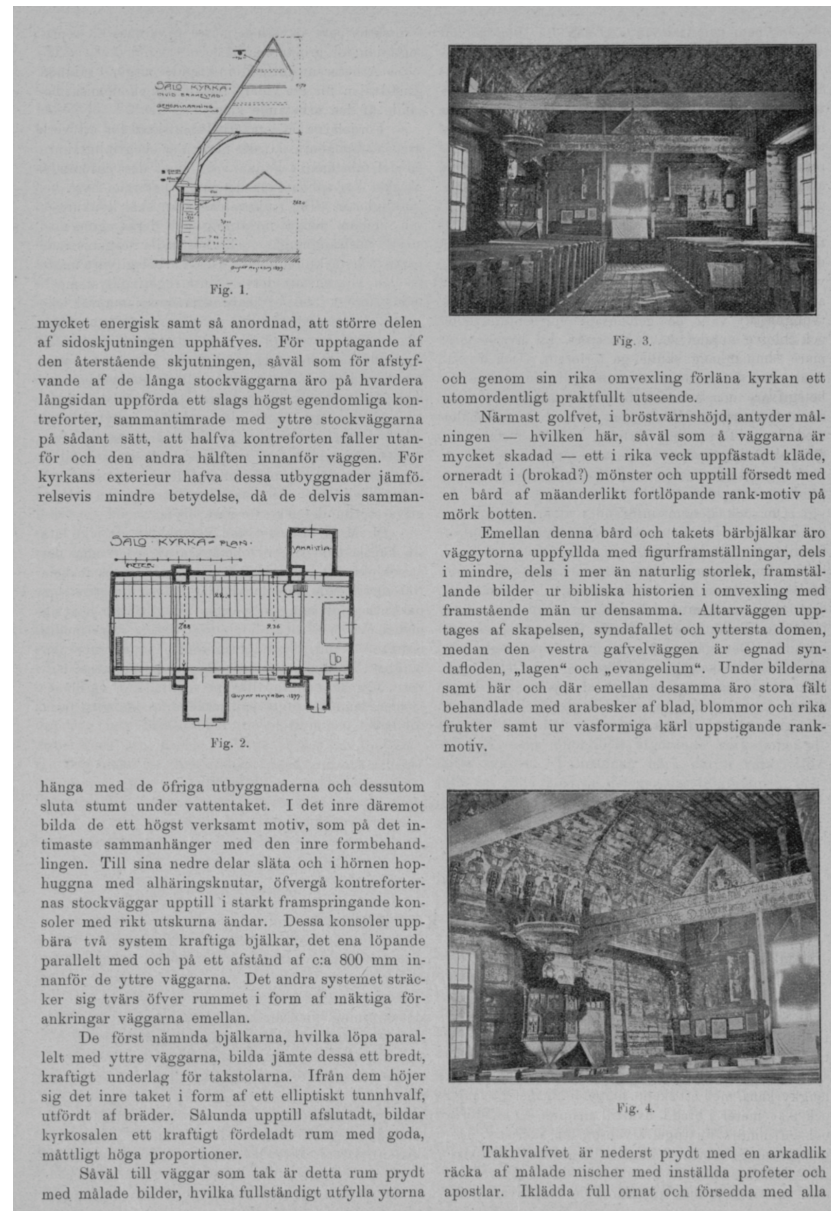 SALO KYRKA.
Fig. 1.
mycket energisk samt så anordnad, att större delen
af sidoskjutningen upphäfves. För upptagande af
den återstående skjutningen, såväl som för afstyf-
vande af de långa stockväggarna äro på hvardera
långsidan uppförda ett slags högst egendomliga kon-
treforter, sammantimrade med yttre stockväggarna
på sådant sätt, att halfva kontreforten faller utan-
för och den andra hälften innanför väggen. För
kyrkans exterieur hafva dessa utbyggnader jämfö-
relsevis mindre betydelse, då de delvis samman-
SALO KYRKA- PLAN.
METER.
SAKRISTIA.
Fig. 2.
hänga med de öfriga utbyggnaderna och dessutom
sluta stumt under vattentaket. I det inre däremot
bilda de ett högst verksamt motiv, som på det in-
timaste sammanhänger med den inre formbehand-
lingen. Till sina nedre delar släta och i hörnen hop-
huggna med alhäringsknutar, öfvergå kontreforter-
nas stockväggar upptill i starkt framspringande kon-
soler med rikt utskurna ändar. Dessa konsoler upp-
bära två system kraftiga bjälkar, det ena löpande
parallelt med och på ett afstånd af c:a 800 mm in-
nanför de yttre väggarna. Det andra systemet sträc-
ker sig tvärs öfver rummet i form af mäktiga för-
ankringar väggarna emellan.
De först nämnda bjälkarna, hvilka löpa paral-
lelt med yttre väggarna, bilda jämte dessa ett bredt,
kraftigt underlag för takstolarna. Ifrån dem höjer
sig det inre taket i form af ett elliptiskt tunnhvalf,
utfördt af bräder. Sålunda upptill afslutadt, bildar
kyrkosalen ett kraftigt fördeladt rum med goda,
måttligt höga proportioner.
Såväl till väggar som tak är detta rum prydt
med målade bilder, hvilka fullständigt utfylla ytorna
Fig. 3.
och genom sin rika omvexling förläna kyrkan ett
utomordentligt praktfullt utseende.
Närmast golfvet, i bröstvärnshöjd, antyder mål-
ningen — hvilken här, såväl som å väggarna är
mycket skadad — ett i rika veck uppfästadt kläde,
orneradt i (brokad?) mönster och upptill försedt med
en bård af mäanderlikt fortlöpande rank-motiv på
mörk botten.
Emellan denna bård och takets bärbjälkar äro
väggytorna uppfyllda med figurframställningar, dels
i mindre, dels i mer än naturlig storlek, framstäl-
lande bilder ur bibliska historien i omvexling med
framstående män ur densamma. Altarväggen upp-
tages af skapelsen, syndafallet och yttersta domen,
medan den vestra gafvelväggen är egnad syn-
dafloden, „lagen“ och „evangelium“. Under bilderna
samt här och där emellan desamma äro stora fält
behandlade med arabesker af blad, blommor och rika
frukter samt ur vasformiga kärl uppstigande rank-
motiv.
Fig. 4.
Takhvalfvet är nederst prydt med en arkadlik
räcka af målade nischer med inställda profeter och
apostlar. Iklädda full ornat och försedda med alla